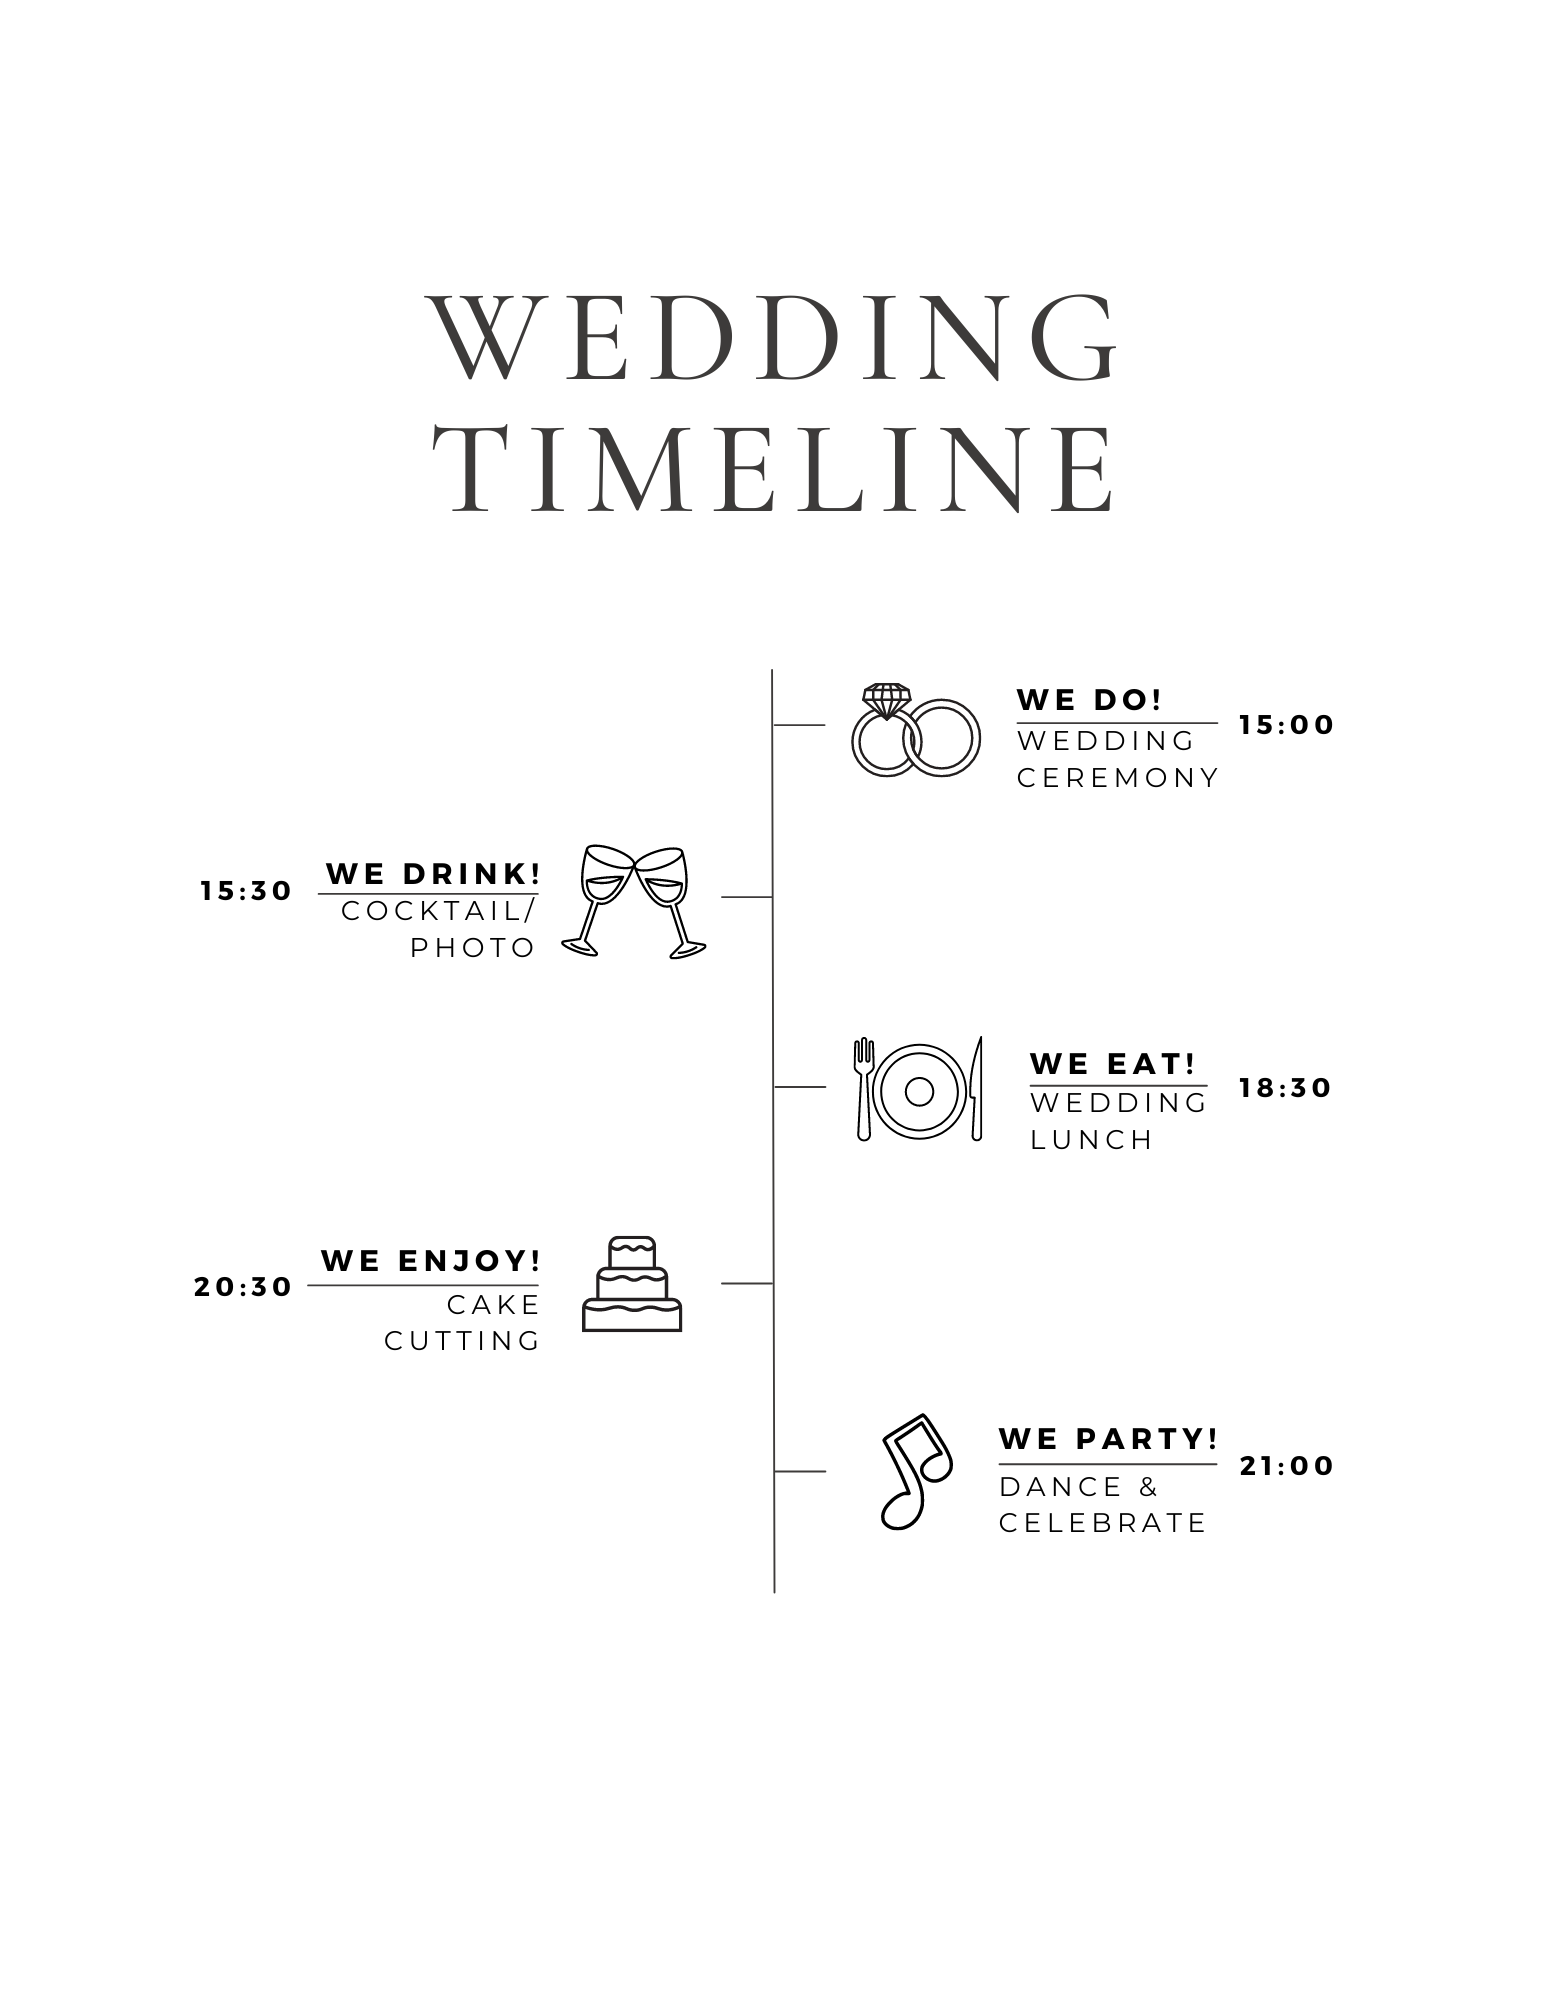 WEDDING
TIMELINE
WE DO!
WEDDING
CEREMONY
15:00
15:30
WE DRINK!
COCKTAIL/
PHOTO
WE EAT!
WEDDING
LUNCH
18:30
20:30
WE ENJOY!
CAKE
CUTTING
WE PARTY!
DANCE &
CELEBRATE
21:00